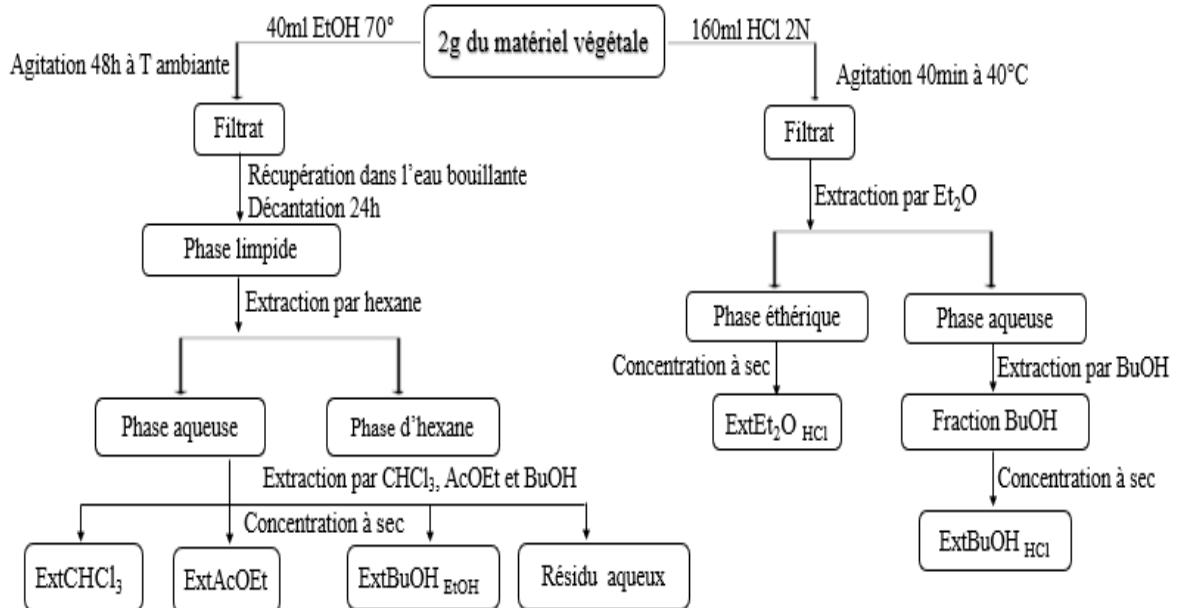 2g du matériel végétale
40ml EtOH 70°
Agitation 48h à T ambiante
Filtrat
Récupération dans l'eau bouillante
Décantation 24h
Phase limpide
Extraction par hexane
Phase aqueuse
Phase d'hexane
Extraction par CHCl₃, AcOEt et BuOH
Concentration à sec
ExtCHCl₃
ExtAcOEt
ExtBuOH EtOH
Résidu aqueux
160ml HCl 2N
Agitation 40min à 40°C
Filtrat
Extraction par Et₂O
Phase éthérique
Concentration à sec
ExtEt₂O HCl
Phase aqueuse
Extraction par BuOH
Fraction BuOH
Concentration à sec
ExtBuOH HCl